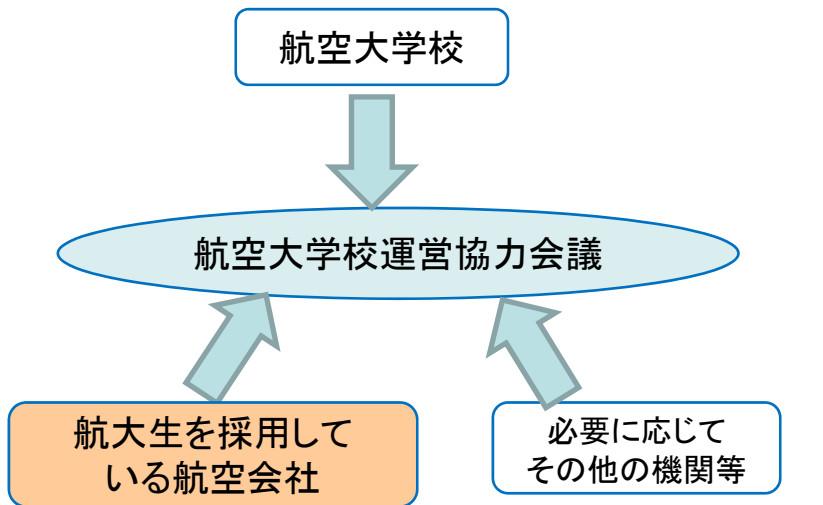 航空大学校
航空大学校運営協力会議
航大生を採用して
いる航空会社
必要に応じて
その他の機関等